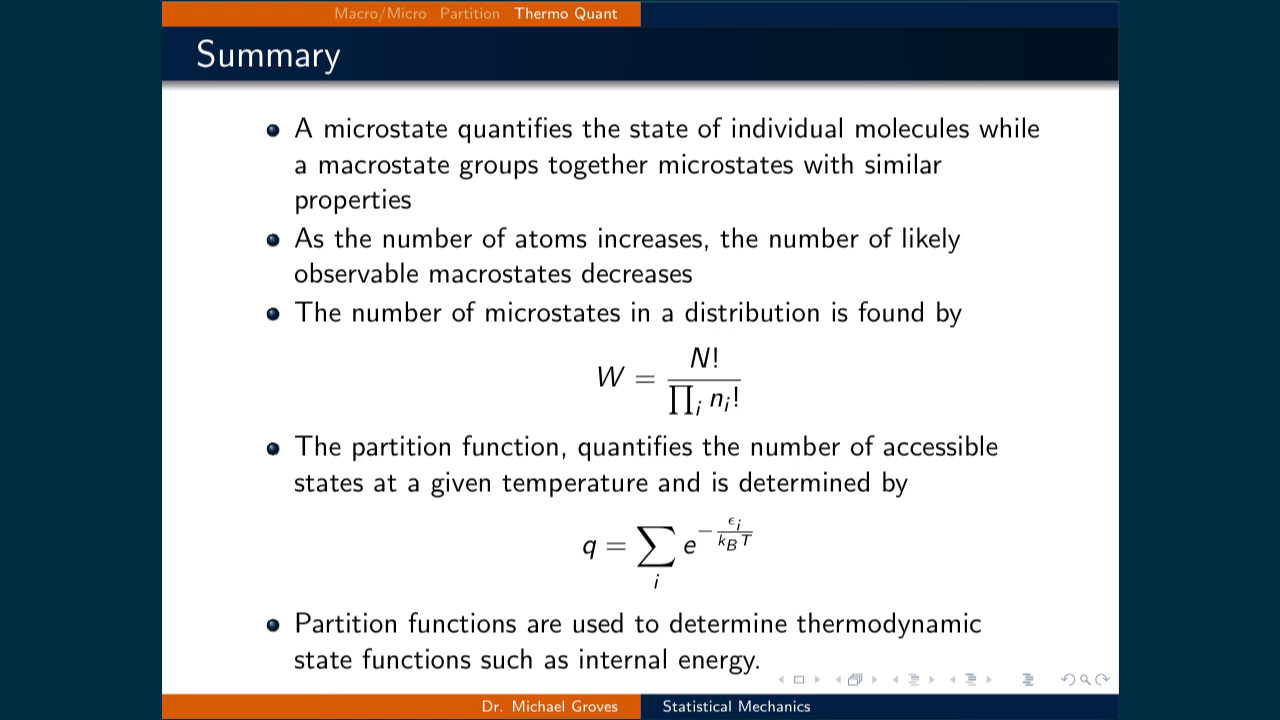 Macro/Micro Partition Thermo Quant
Summary
A microstate quantifies the state of individual molecules while
a macrostate groups together microstates with similar
properties
As the number of atoms increases, the number of likely
observable macrostates decreases
The number of microstates in a distribution is found by
W = N! / ∏_i n_i!
The partition function, quantifies the number of accessible
states at a given temperature and is determined by
q = ∑_i e^{-ϵ_i / k_B T}
Partition functions are used to determine thermodynamic
state functions such as internal energy.
Dr. Michael Groves Statistical Mechanics